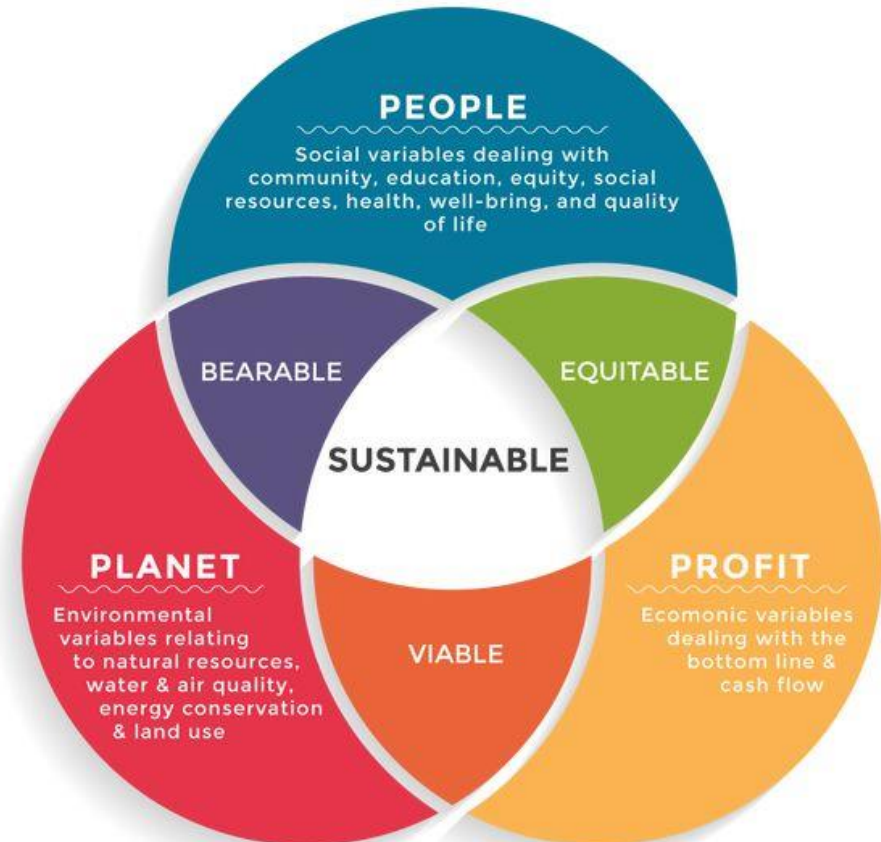 PEOPLE
Social variables dealing with
community, education, equity, social
resources, health, well-bring, and quality
of life
BEARABLE
EQUITABLE
SUSTAINABLE
PLANET
Environmental
variables relating
to natural resources,
water & air quality,
energy conservation
& land use
VIABLE
PROFIT
Ecomonic variables
dealing with the
bottom line &
cash flow